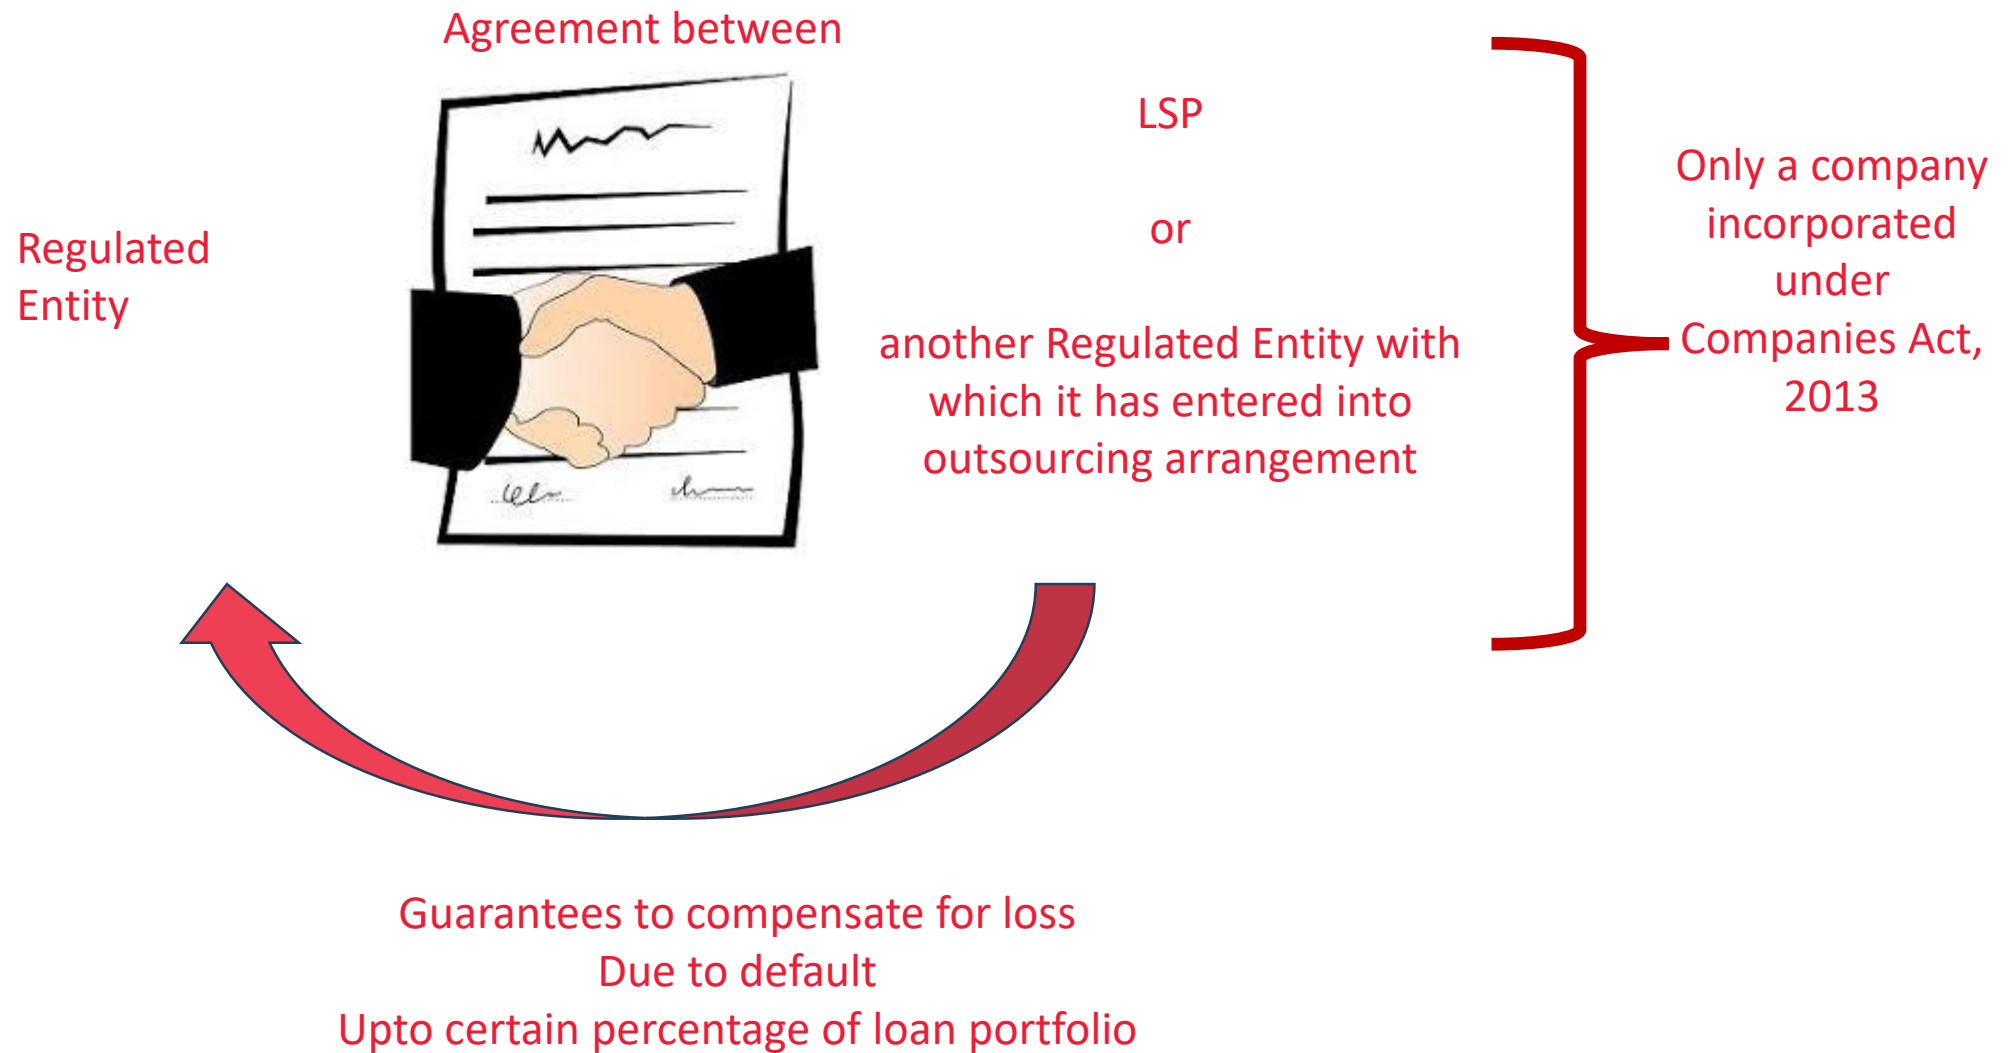 Agreement between
Regulated
Entity
LSP
or
another Regulated Entity with
which it has entered into
outsourcing arrangement
Only a company
incorporated
under
Companies Act,
2013
Guarantees to compensate for loss
Due to default
Upto certain percentage of loan portfolio